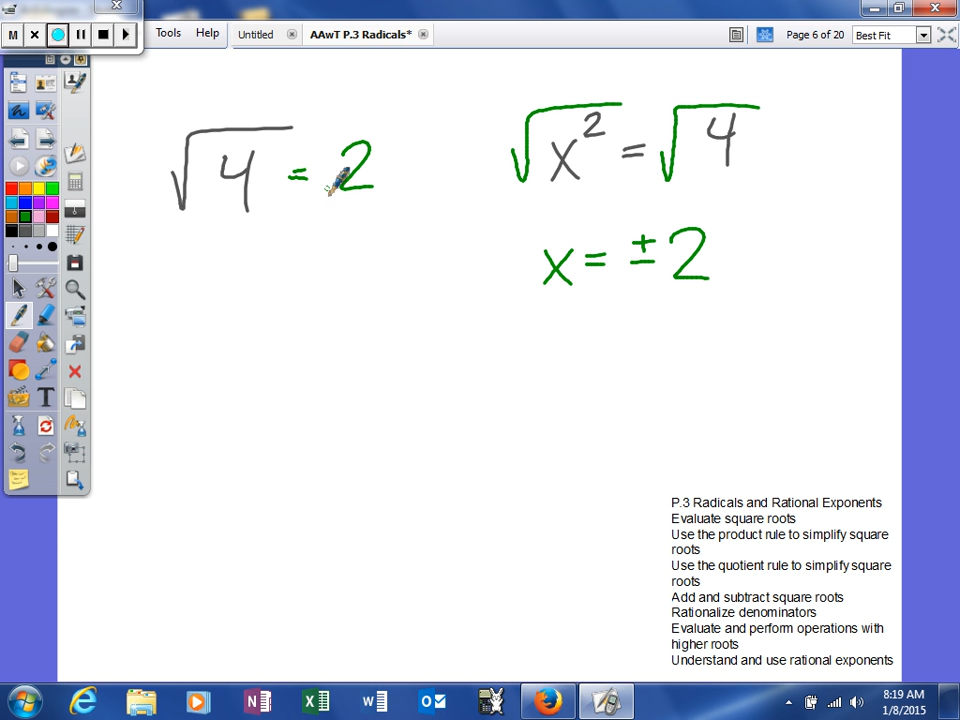 M
Tools Help Untitled AAwT P.3 Radicals* Page 6 of 20 Best Fit
√4 = 2
√x² = √4
x = ± 2
T
P.3 Radicals and Rational Exponents
Evaluate square roots
Use the product rule to simplify square
roots
Use the quotient rule to simplify square
roots
Add and subtract square roots
Rationalize denominators
Evaluate and perform operations with
higher roots
Understand and use rational exponents
8:19 AM
1/8/2015